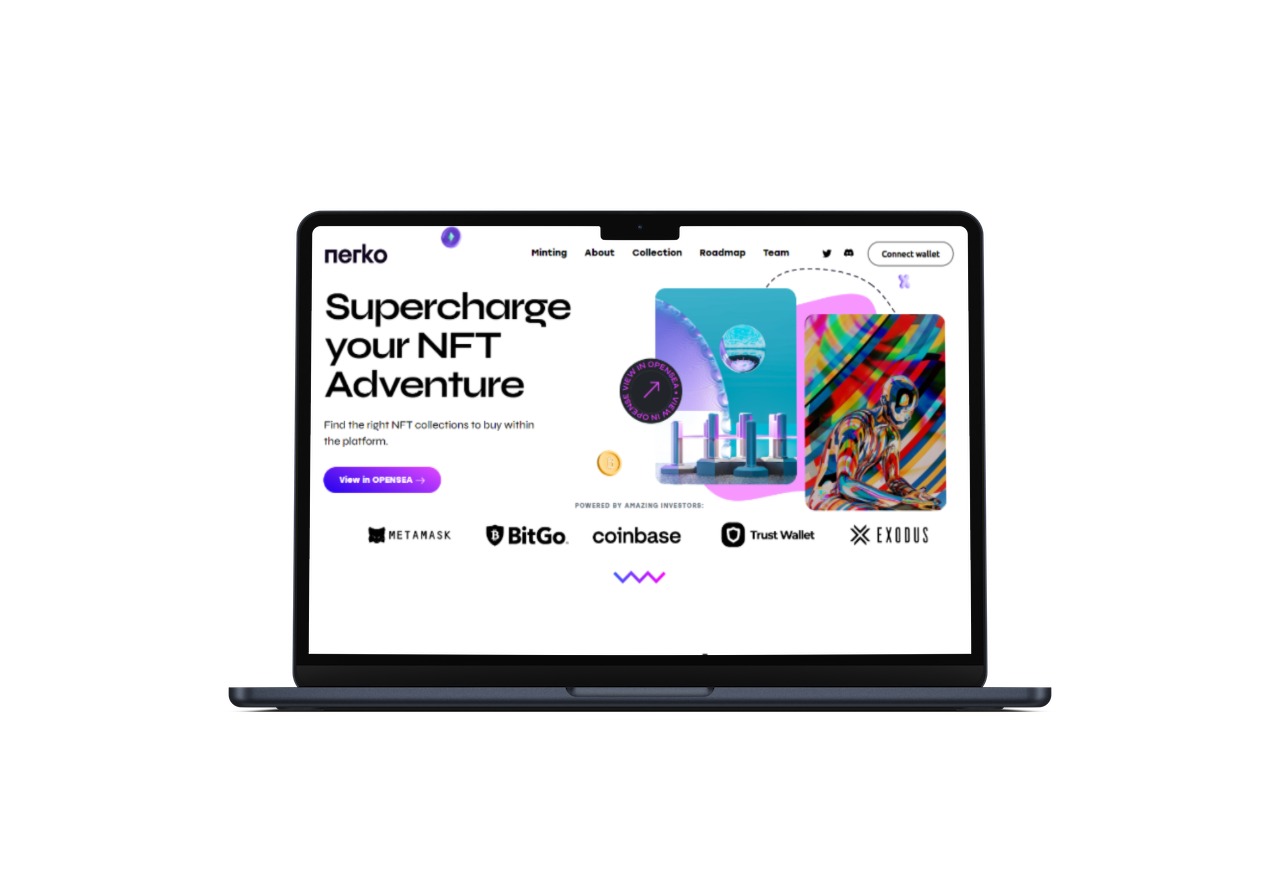 nerko
Minting
About
Collection
Roadmap
Team
Connect wallet
Supercharge
your NFT
Adventure
Find the right NFT collections to buy within
the platform.
View in OPENSEA →
VIEW IN OPENSEA • VIEW IN OPENSE
POWERED BY AMAZING INVESTORS:
METAMASK
BitGo.
coinbase
Trust Wallet
EXODUS